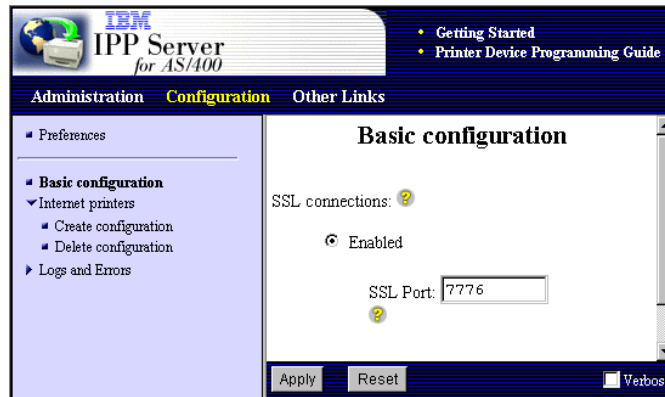 IBM
IPP Server
for AS/400
Getting Started
Printer Device Programming Guide
Administration Configuration Other Links
Preferences
Basic configuration
Internet printers
Create configuration
Delete configuration
Logs and Errors
Basic configuration
SSL connections:
Enabled
SSL Port: 7776
Apply Reset Verbos